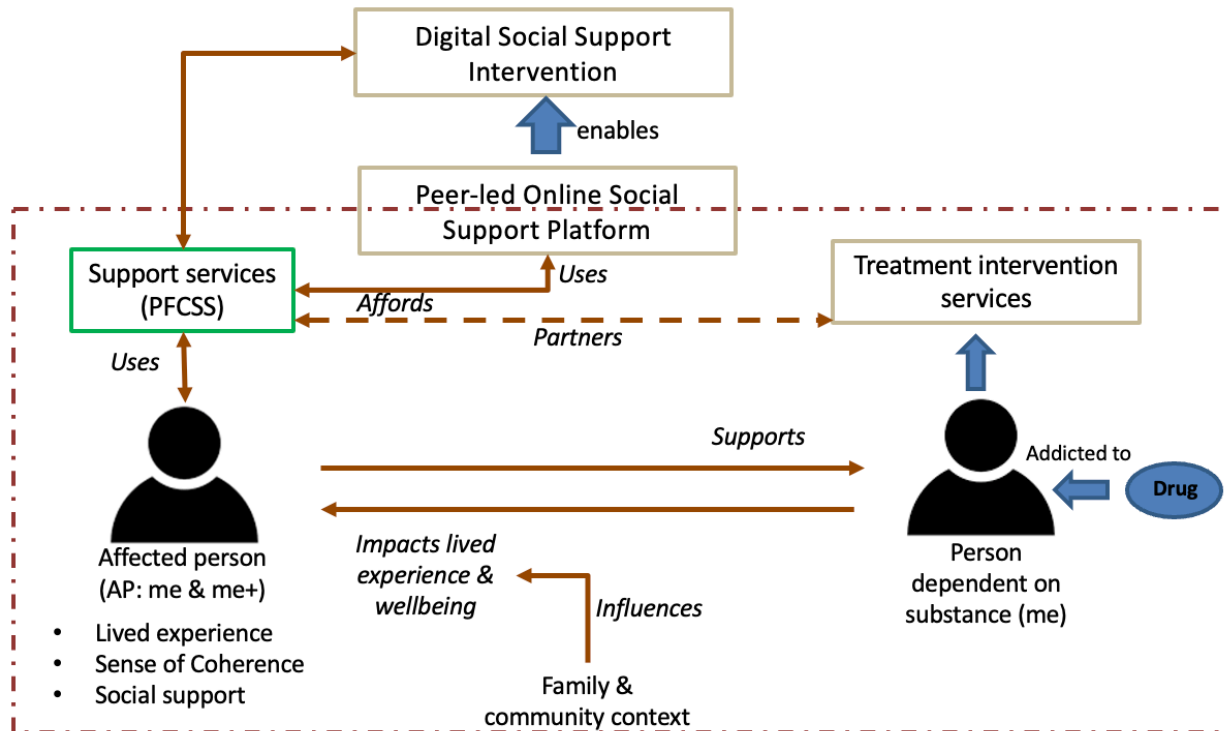 Digital Social Support
Intervention
enables
Peer-led Online Social
Support Platform
Support services
(PFCSS)
Uses
Affords
Treatment intervention
services
Partners
Uses
Supports
Addicted to
Drug
Affected person
(AP: me & me+)
Impacts lived
experience &
wellbeing
Person
dependent on
substance (me)
Influences
• Lived experience
• Sense of Coherence
• Social support
Family &
community context